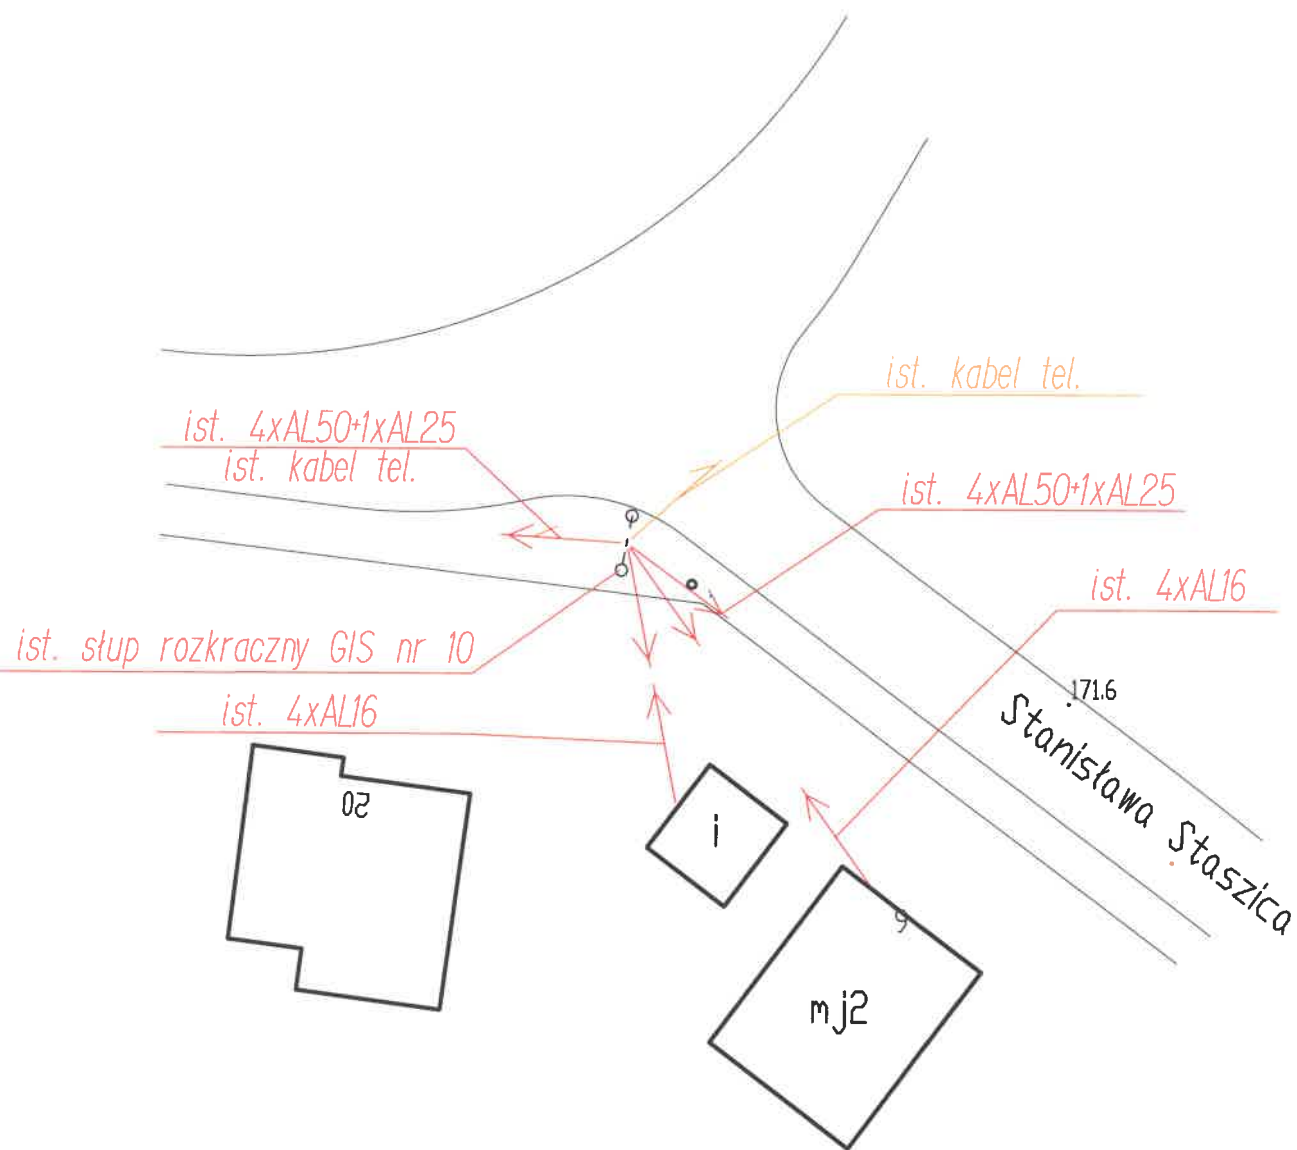 ist. kabel tel.
ist. 4xAL50+1xAL25
ist. kabel tel.
ist. 4xAL50+1xAL25
ist. 4xAL16
ist. słup rozkraczny GIS nr 10
ist. 4xAL16
171.6
Stanisława Staszica
20
i
9
mj2